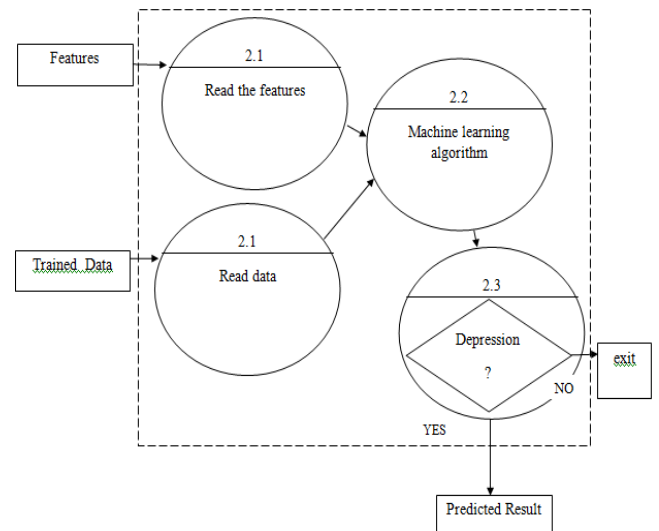 Features
2.1
Read the features
2.2
Machine learning
algorithm
Trained Data
2.1
Read data
2.3
Depression
?
NO
exit
YES
Predicted Result